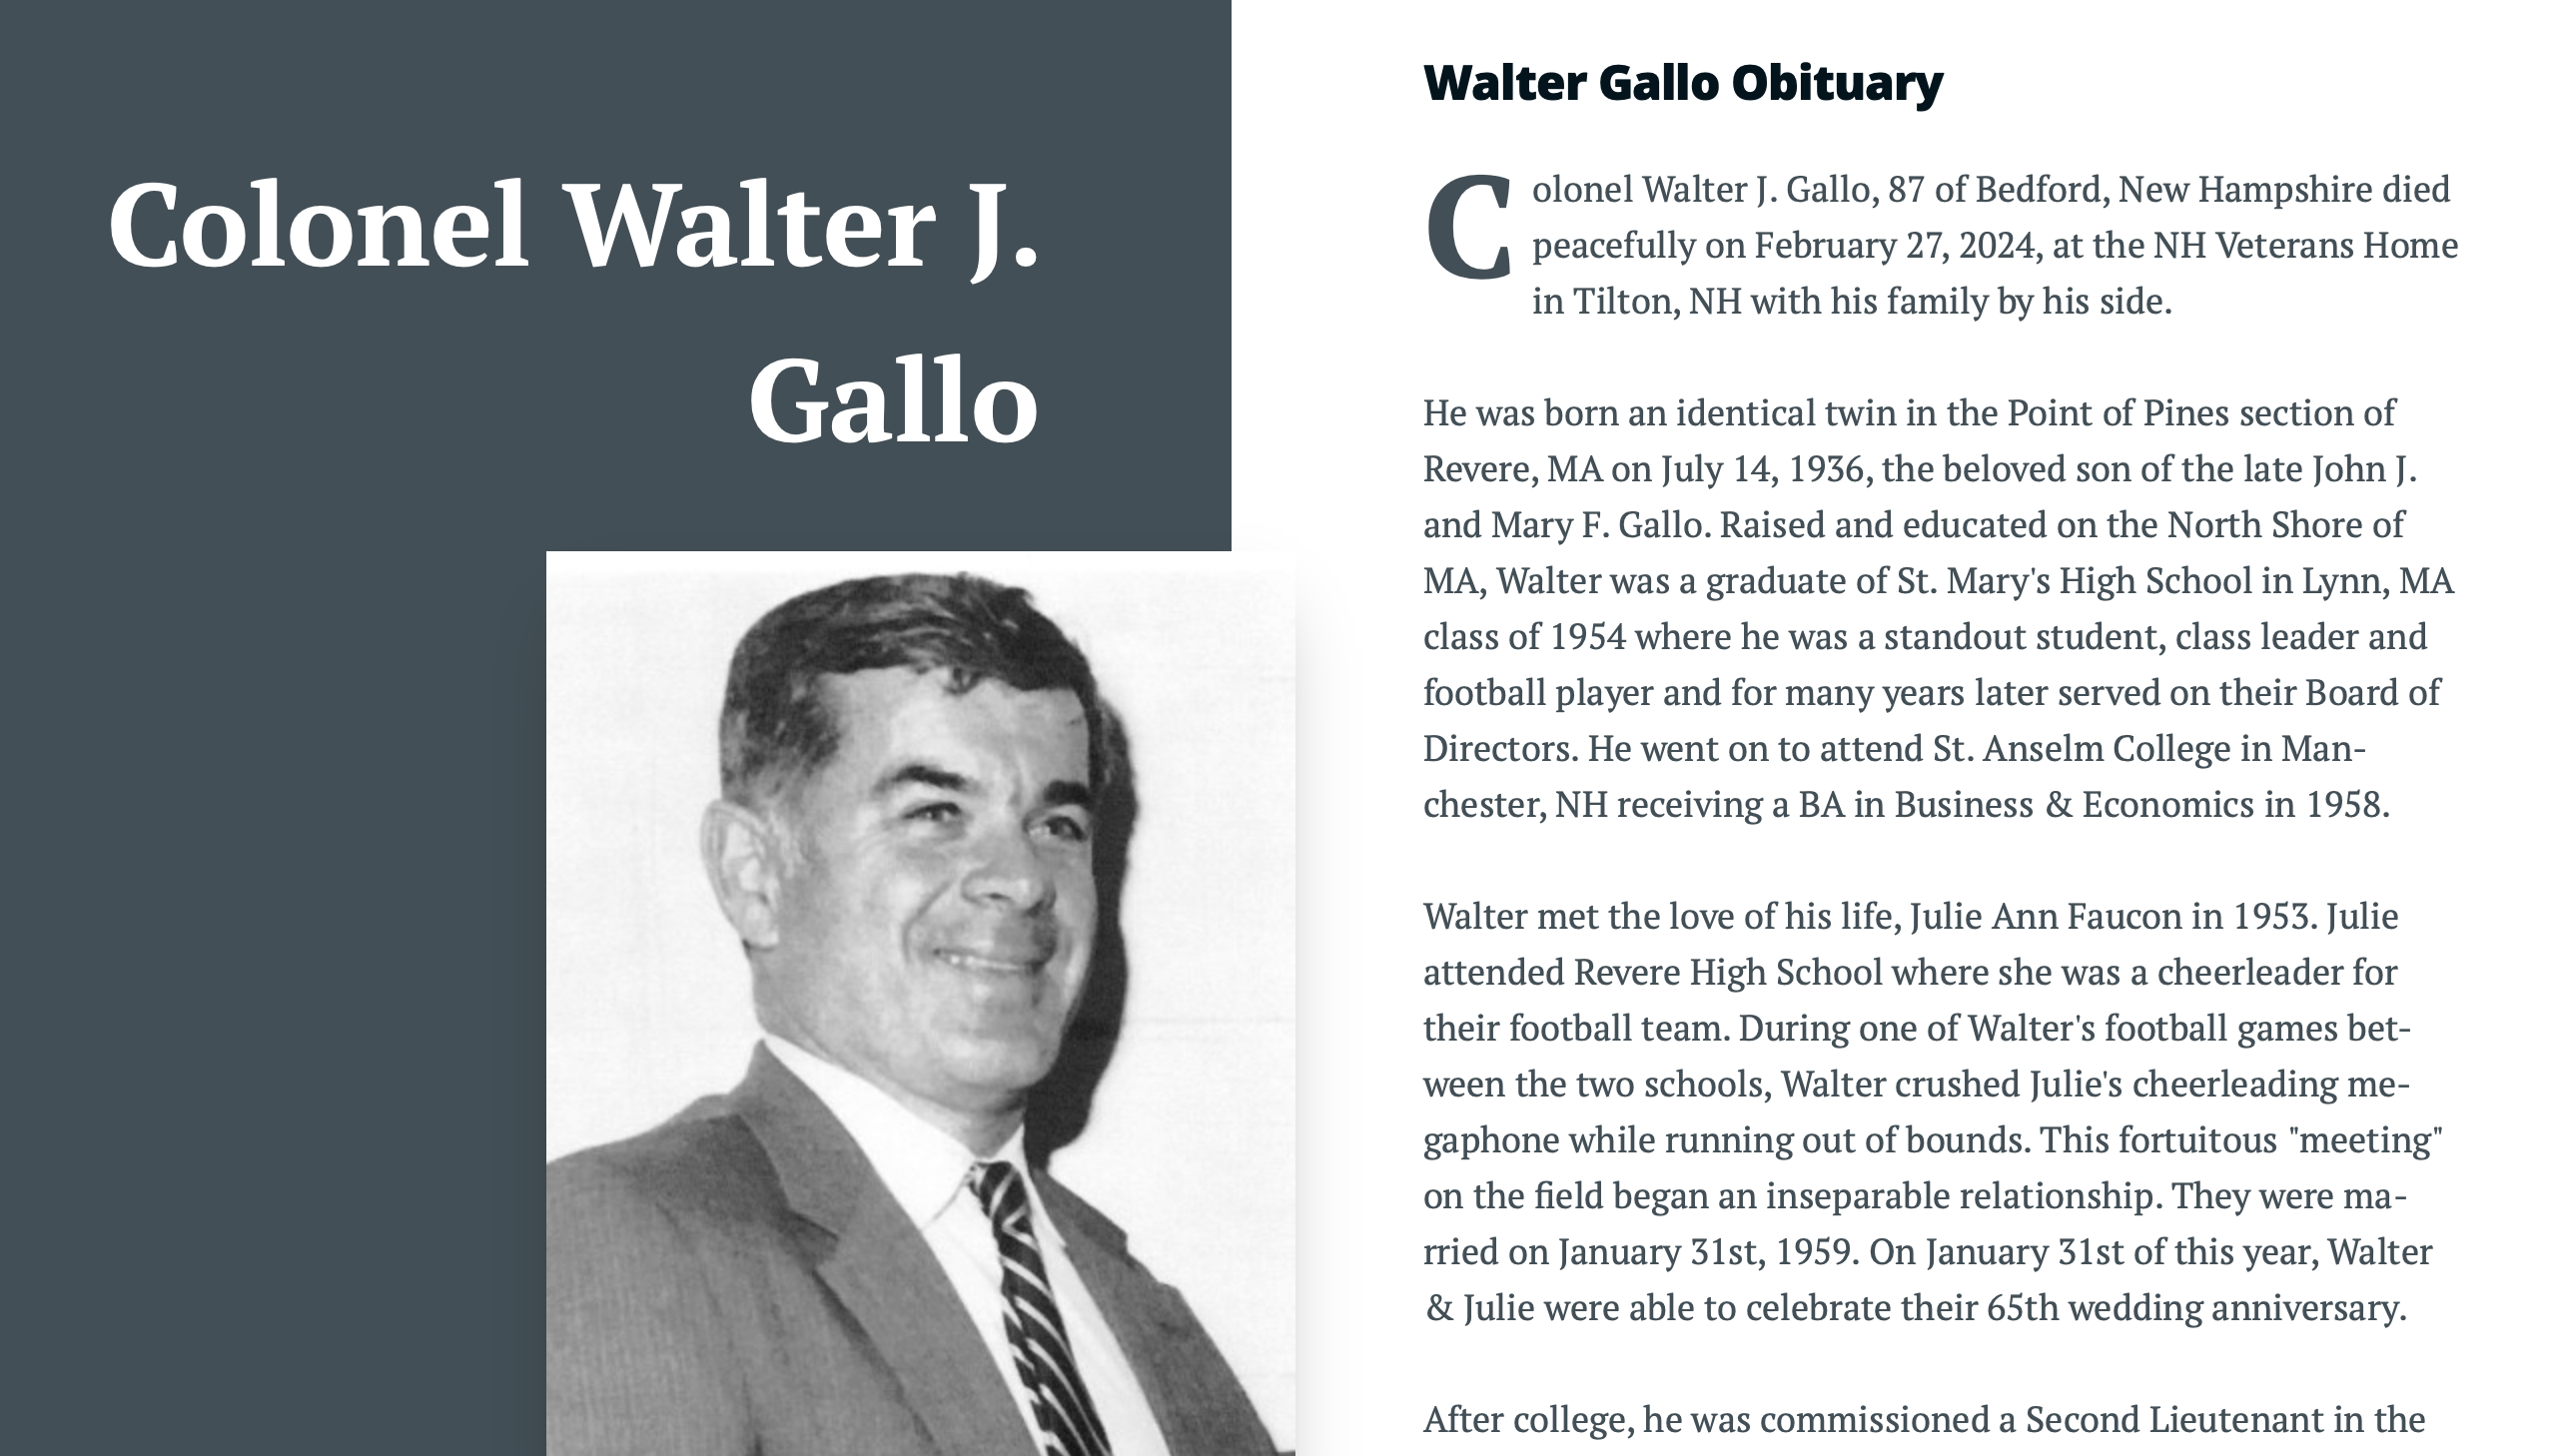 Colonel Walter J.
Gallo
Walter Gallo Obituary
Colonel Walter J. Gallo, 87 of Bedford, New Hampshire died
peacefully on February 27, 2024, at the NH Veterans Home
in Tilton, NH with his family by his side.
He was born an identical twin in the Point of Pines section of
Revere, MA on July 14, 1936, the beloved son of the late John J.
and Mary F. Gallo. Raised and educated on the North Shore of
MA, Walter was a graduate of St. Mary's High School in Lynn, MA
class of 1954 where he was a standout student, class leader and
football player and for many years later served on their Board of
Directors. He went on to attend St. Anselm College in Man-
chester, NH receiving a BA in Business & Economics in 1958.
Walter met the love of his life, Julie Ann Faucon in 1953. Julie
attended Revere High School where she was a cheerleader for
their football team. During one of Walter's football games bet-
ween the two schools, Walter crushed Julie's cheerleading me-
gaphone while running out of bounds. This fortuitous "meeting"
on the field began an inseparable relationship. They were ma-
rried on January 31st, 1959. On January 31st of this year, Walter
& Julie were able to celebrate their 65th wedding anniversary.
After college, he was commissioned a Second Lieutenant in the